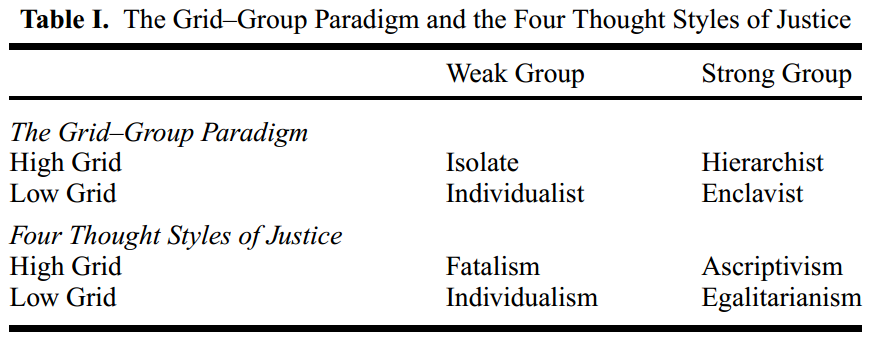 Table I. The Grid–Group Paradigm and the Four Thought Styles of Justice
Weak Group Strong Group
The Grid–Group Paradigm
High Grid Isolate Hierarchist
Low Grid Individualist Enclavist
Four Thought Styles of Justice
High Grid Fatalism Ascriptivism
Low Grid Individualism Egalitarianism